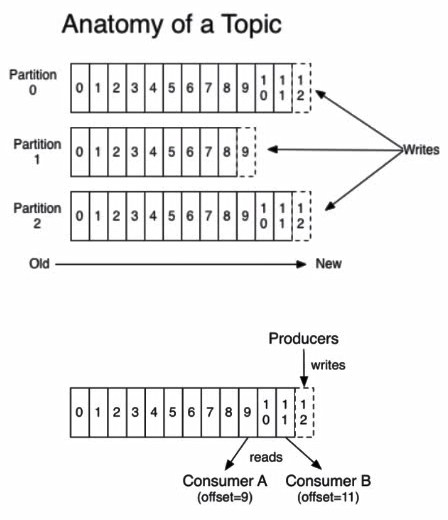 Anatomy of a Topic
Partition
0
0 1 2 3 4 5 6 7 8 9 10 11 12
Partition
1
0 1 2 3 4 5 6 7 8 9
Writes
Partition
2
0 1 2 3 4 5 6 7 8 9 10 11 12
Old New
Producers
writes
0 1 2 3 4 5 6 7 8 9 10 11 12
reads
Consumer A Consumer B
(offset=9) (offset=11)